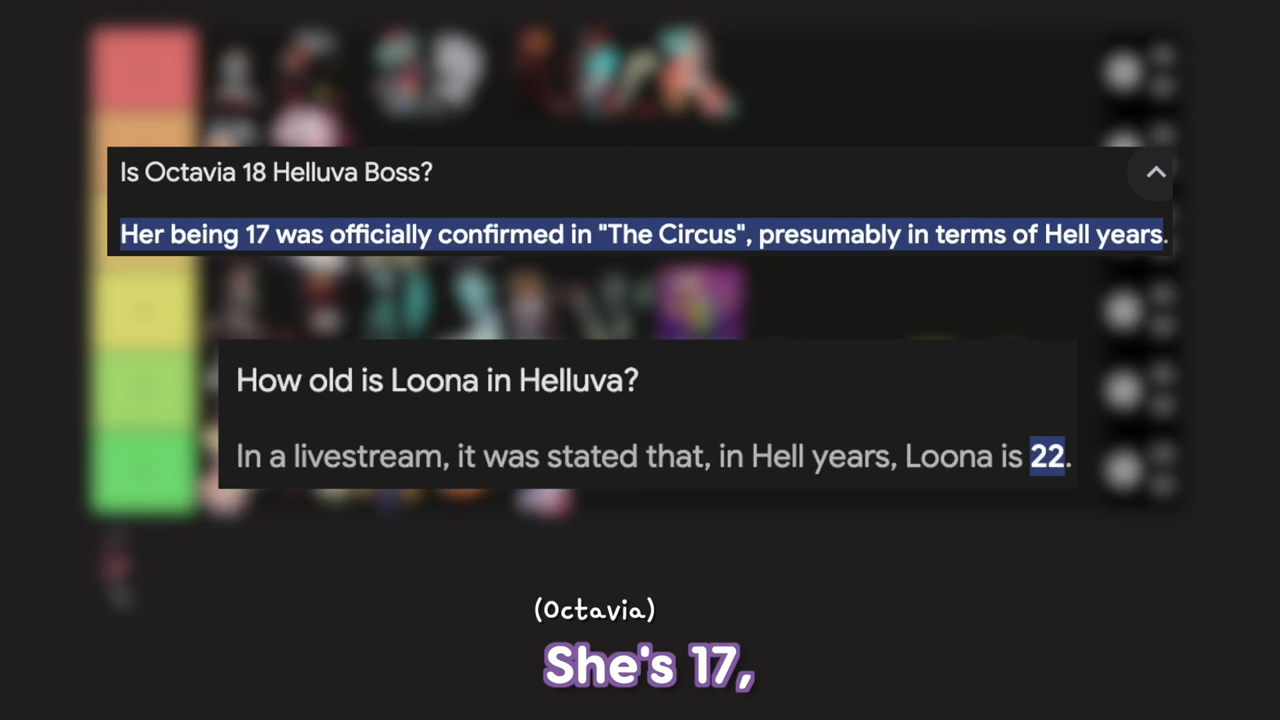 Is Octavia 18 Helluva Boss?
Her being 17 was officially confirmed in "The Circus", presumably in terms of Hell years.
How old is Loona in Helluva?
In a livestream, it was stated that, in Hell years, Loona is 22.
(Octavia)
She's 17,